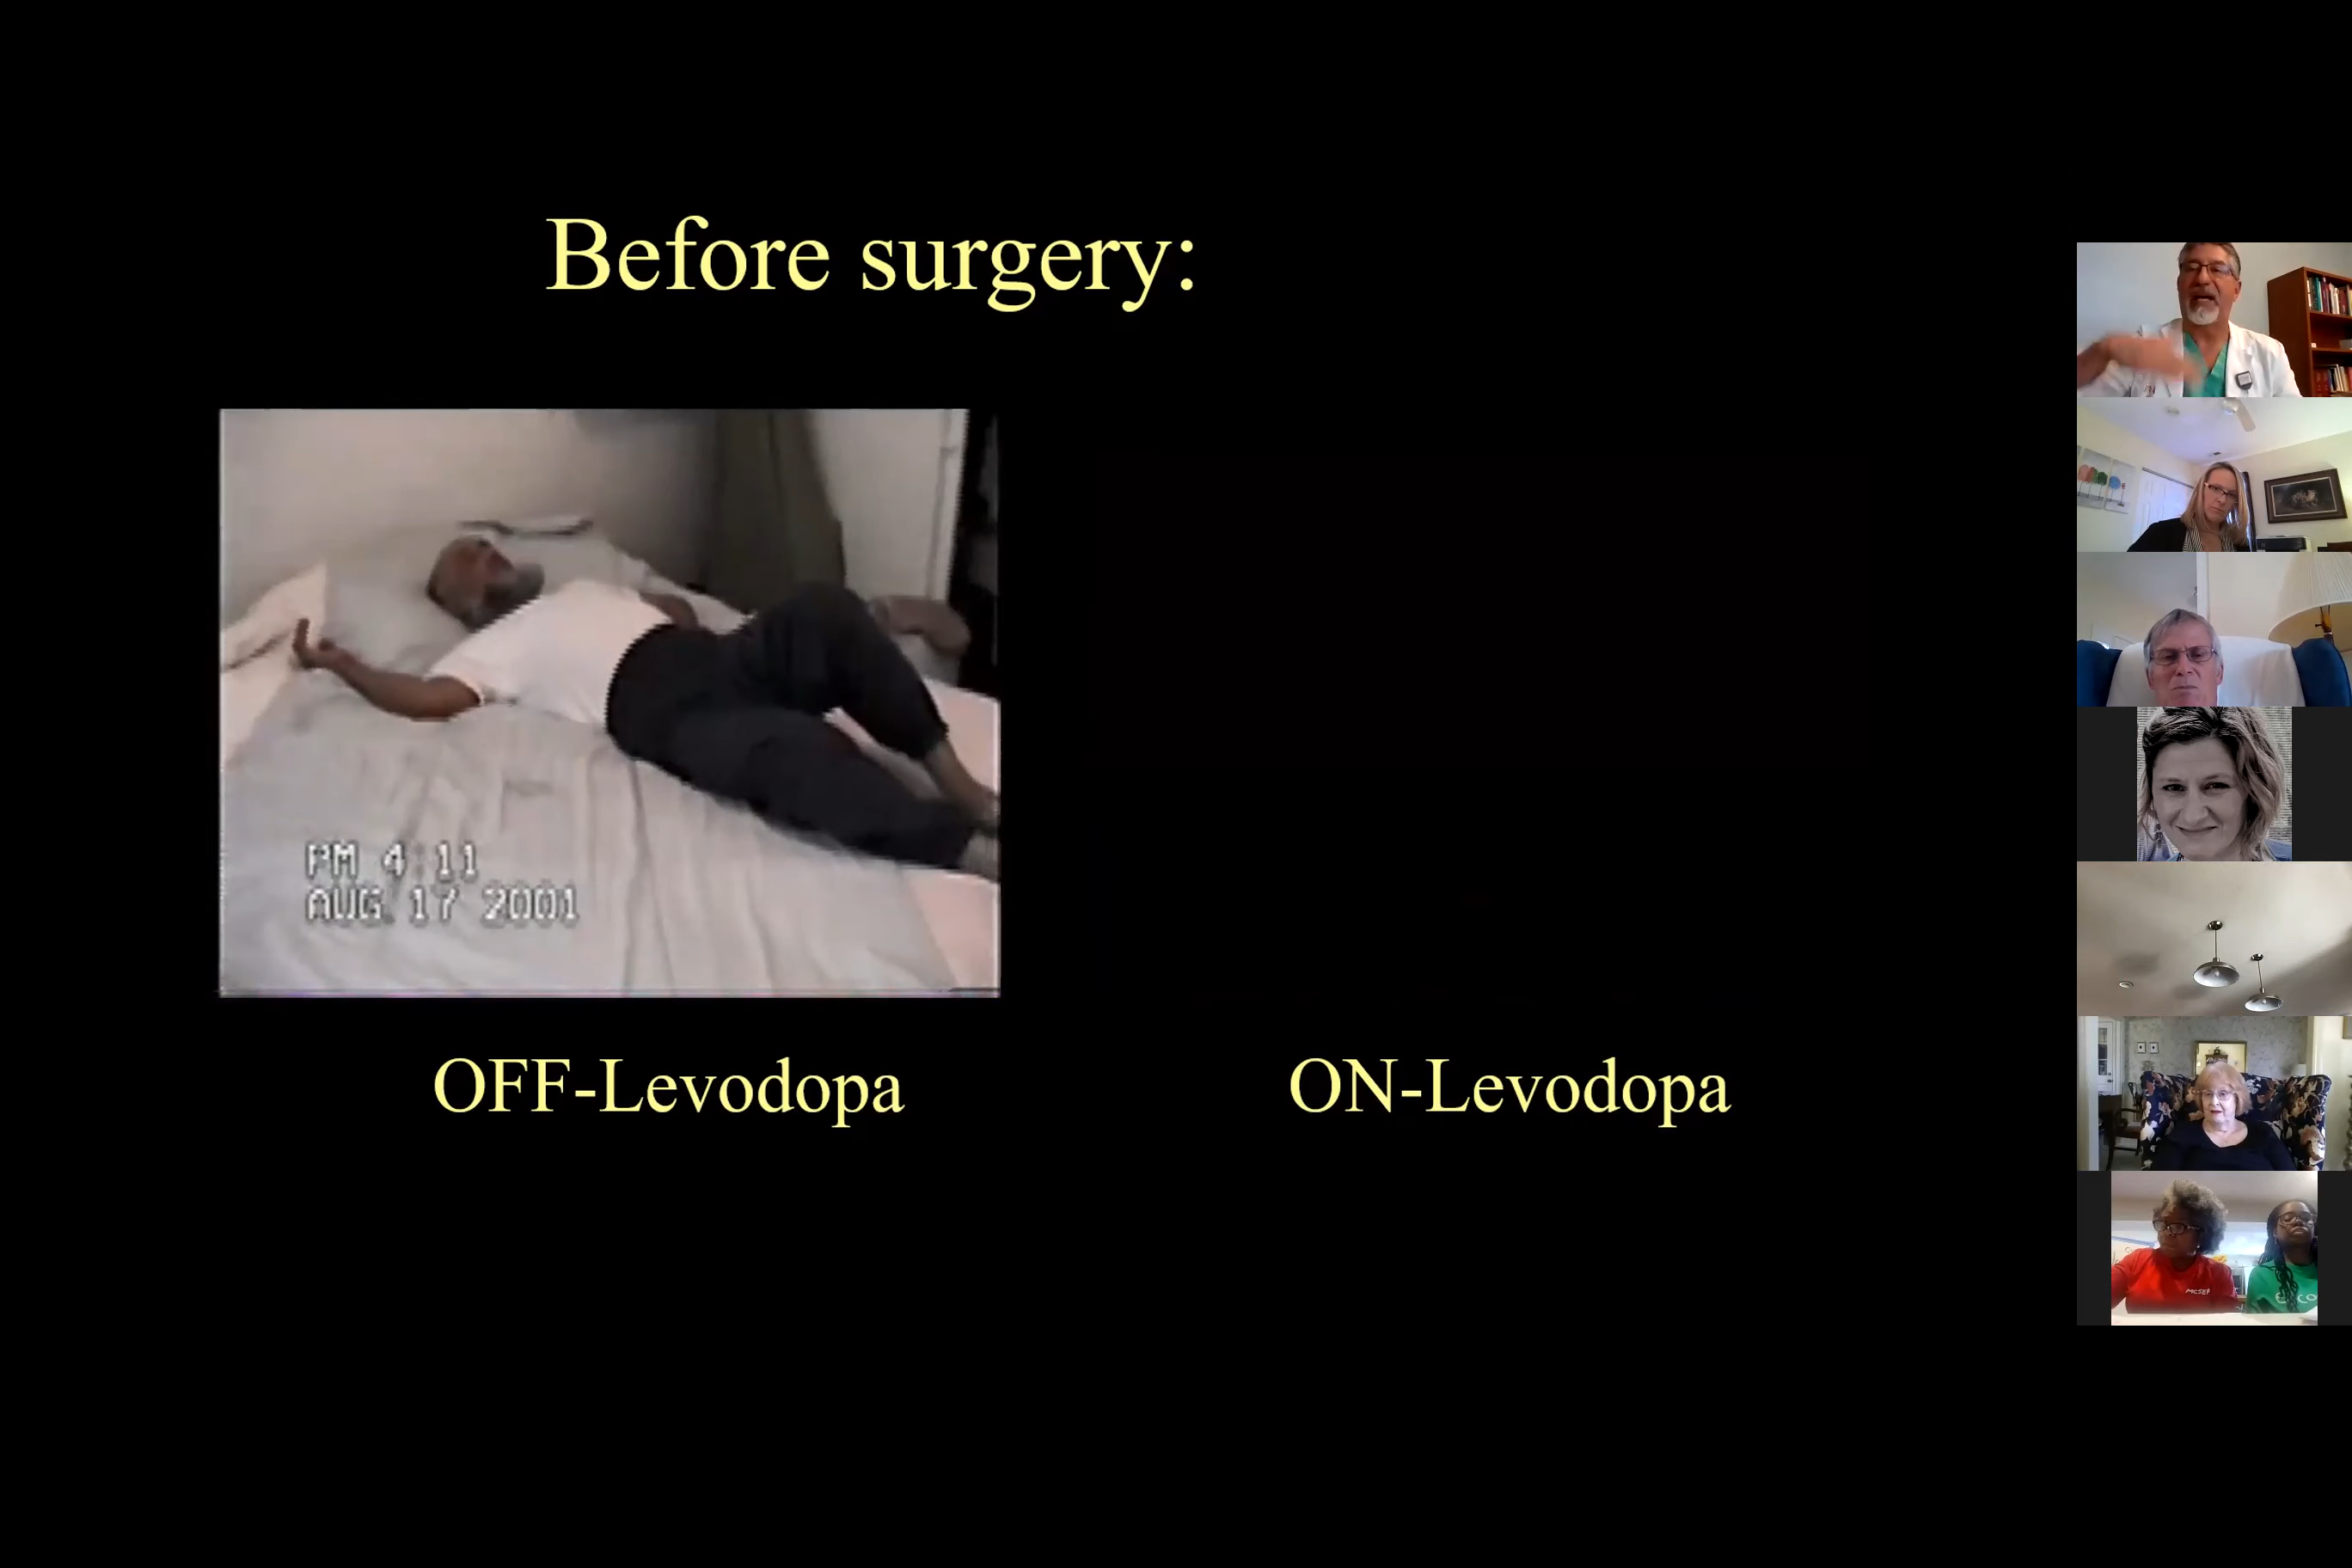 Before surgery:
PM 4:11
AUG. 17 2001
OFF-Levodopa
ON-Levodopa